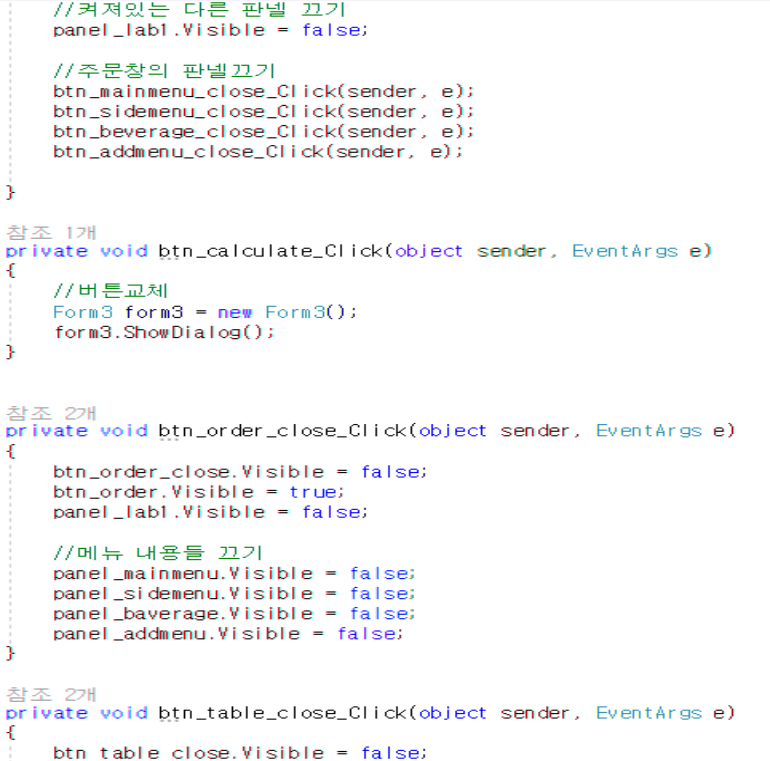 //켜져있는 다른 판넬 끄기
panel_lab1.Visible = false;
//주문창의 판넬끄기
btn_mainmenu_close_Click(sender, e);
btn_sidemenu_close_Click(sender, e);
btn_beverage_close_Click(sender, e);
btn_addmenu_close_Click(sender, e);
}
참조 1개
private void btn_calculate_Click(object sender, EventArgs e)
{
//버튼교체
Form3 form3 = new Form3();
form3.ShowDialog();
}
참조 2개
private void btn_order_close_Click(object sender, EventArgs e)
{
btn_order_close.Visible = false;
btn_order.Visible = true;
panel_lab1.Visible = false;
//메뉴 내용들 끄기
panel_mainmenu.Visible = false;
panel_sidemenu.Visible = false;
panel_baverage.Visible = false;
panel_addmenu.Visible = false;
}
참조 2개
private void btn_table_close_Click(object sender, EventArgs e)
{
btn_table_close.Visible = false;